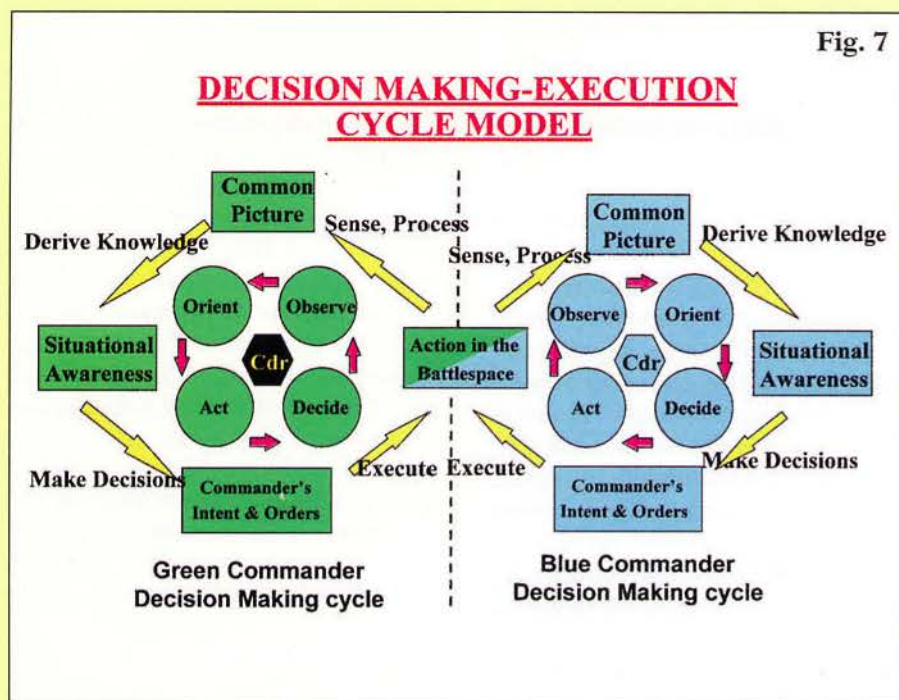 Fig. 7
DECISION MAKING-EXECUTION
CYCLE MODEL
Common
Picture
Sense, Process
Derive Knowledge
Orient
Observe
Situational
Awareness
Cdr
Act
Decide
Make Decisions
Commander's
Intent & Orders
Execute
Green Commander
Decision Making cycle
Action in the
Battlespace
Common
Picture
Sense, Process
Derive Knowledge
Observe
Orient
Cdr
Situational
Awareness
Act
Decide
Make Decisions
Execute
Commander's
Intent & Orders
Blue Commander
Decision Making cycle